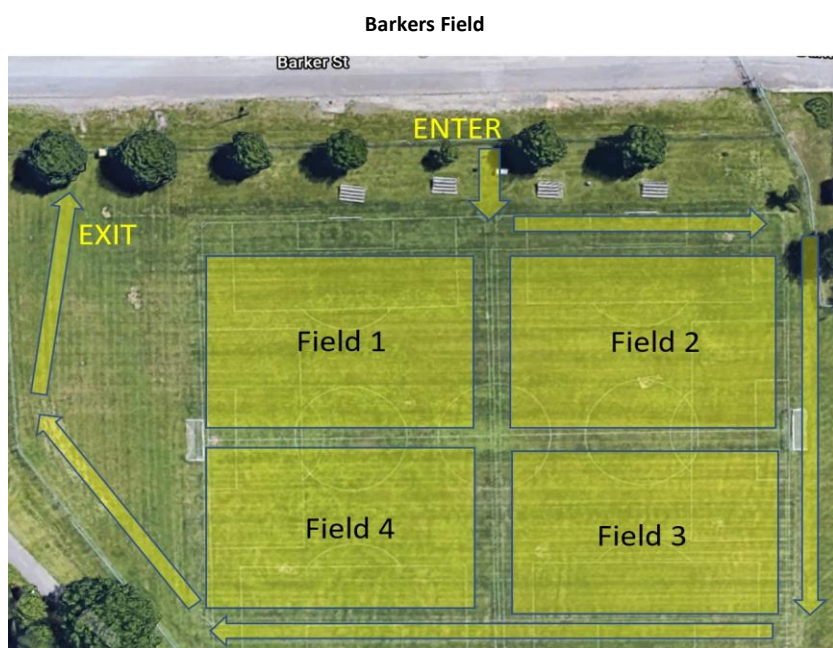 Barkers Field
Barker St
ENTER
EXIT
Field 1
Field 2
Field 4
Field 3